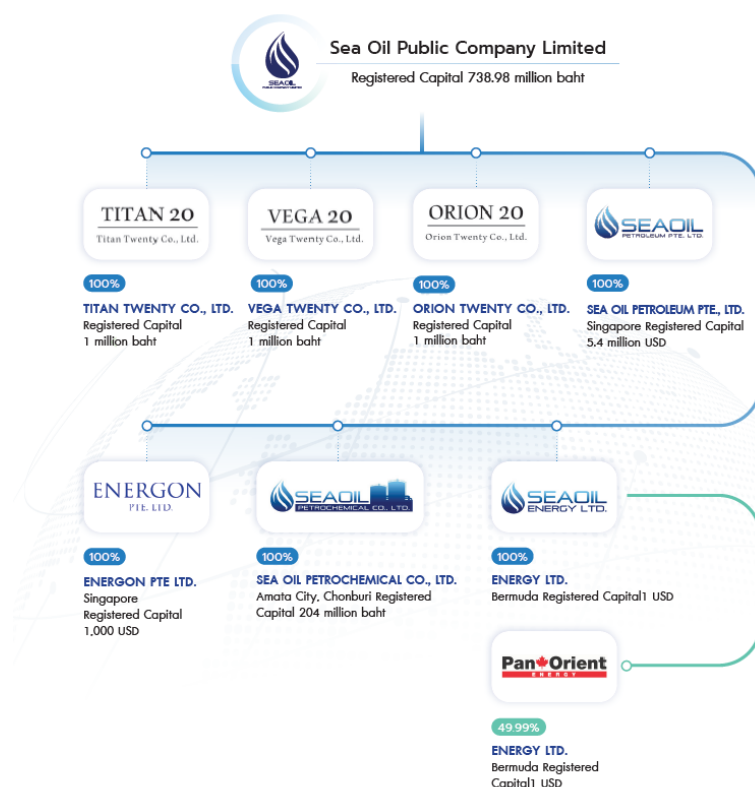 Sea Oil Public Company Limited
Registered Capital 738.98 million baht
SEAOIL
PUBLIC COMPANY LIMITED
TITAN 20
Titan Twenty Co., Ltd.
VEGA 20
Vega Twenty Co., Ltd.
ORION 20
Orion Twenty Co., Ltd.
SEAOIL
PETROLEUM PTE. LTD.
100%
TITAN TWENTY CO., LTD.
Registered Capital
1 million baht
100%
VEGA TWENTY CO., LTD.
Registered Capital
1 million baht
100%
ORION TWENTY CO., LTD.
Registered Capital
1 million baht
100%
SEA OIL PETROLEUM PTE., LTD.
Singapore Registered Capital
5.4 million USD
ENERGON
PTE. LTD.
SEAOIL
PETROCHEMICAL CO., LTD.
SEAOIL
ENERGY LTD.
100%
ENERGON PTE LTD.
Singapore
Registered Capital
1,000 USD
100%
SEA OIL PETROCHEMICAL CO., LTD.
Amata City, Chonburi Registered
Capital 204 million baht
100%
ENERGY LTD.
Bermuda Registered Capital1 USD
Pan Orient
ENERGY
49.99%
ENERGY LTD.
Bermuda Registered
Capital1 USD